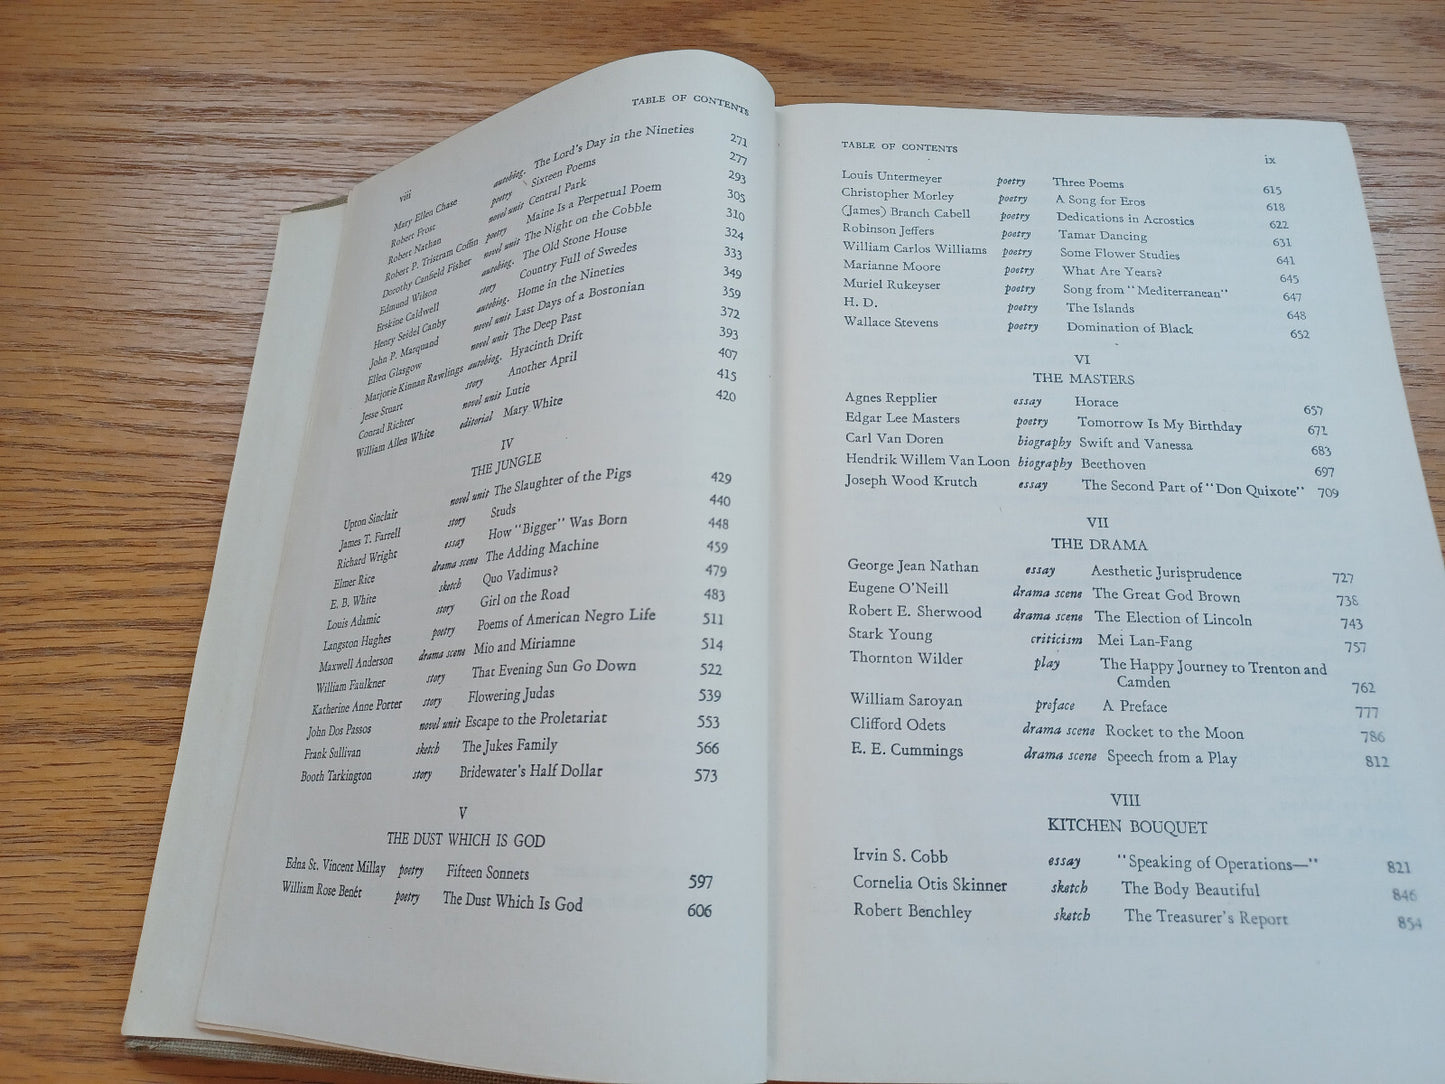 viii TABLE OF CONTENTS
Mary Ellen Chase autobiog. The Lord's Day in the Nineties 271
Robert Frost poetry Sixteen Poems 277
Robert Nathan novel unit Central Park 293
Robert P. Tristram Coffin poetry Maine Is a Perpetual Poem 305
Dorothy Canfield Fisher novel unit The Night on the Cobble 310
Edmund Wilson autobiog. The Old Stone House 324
Erskine Caldwell story Country Full of Swedes 333
Henry Seidel Canby autobiog. Home in the Nineties 349
John P. Marquand novel unit Last Days of a Bostonian 359
Ellen Glasgow novel unit The Deep Past 372
Marjorie Kinnan Rawlings autobiog. Hyacinth Drift 393
Jesse Stuart story Another April 407
Conrad Richter novel unit Lutie 415
William Allen White editorial Mary White 420
IV
THE JUNGLE
Upton Sinclair novel unit The Slaughter of the Pigs 429
James T. Farrell story Studs 440
Richard Wright essay How "Bigger" Was Born 448
Elmer Rice drama scene The Adding Machine 459
E. B. White sketch Quo Vadimus? 479
Louis Adamic story Girl on the Road 483
Langston Hughes poetry Poems of American Negro Life 511
Maxwell Anderson drama scene Mio and Miriamne 514
William Faulkner story That Evening Sun Go Down 522
Katherine Anne Porter story Flowering Judas 539
John Dos Passos novel unit Escape to the Proletariat 553
Frank Sullivan sketch The Jukes Family 566
Booth Tarkington story Bridewater's Half Dollar 573
V
THE DUST WHICH IS GOD
Edna St. Vincent Millay poetry Fifteen Sonnets 597
William Rose Benét poetry The Dust Which Is God 606
TABLE OF CONTENTS ix
Louis Untermeyer poetry Three Poems 615
Christopher Morley poetry A Song for Eros 618
(James) Branch Cabell poetry Dedications in Acrostics 622
Robinson Jeffers poetry Tamar Dancing 631
William Carlos Williams poetry Some Flower Studies 641
Marianne Moore poetry What Are Years? 645
Muriel Rukeyser poetry Song from "Mediterranean" 647
H. D. poetry The Islands 648
Wallace Stevens poetry Domination of Black 652
VI
THE MASTERS
Agnes Repplier essay Horace 657
Edgar Lee Masters poetry Tomorrow Is My Birthday 671
Carl Van Doren biography Swift and Vanessa 683
Hendrik Willem Van Loon biography Beethoven 697
Joseph Wood Krutch essay The Second Part of "Don Quixote" 709
VII
THE DRAMA
George Jean Nathan essay Aesthetic Jurisprudence 727
Eugene O'Neill drama scene The Great God Brown 738
Robert E. Sherwood drama scene The Election of Lincoln 743
Stark Young criticism Mei Lan-Fang 757
Thornton Wilder play The Happy Journey to Trenton and
Camden 762
William Saroyan preface A Preface 777
Clifford Odets drama scene Rocket to the Moon 786
E. E. Cummings drama scene Speech from a Play 812
VIII
KITCHEN BOUQUET
Irvin S. Cobb essay "Speaking of Operations—" 821
Cornelia Otis Skinner sketch The Body Beautiful 846
Robert Benchley sketch The Treasurer's Report 854